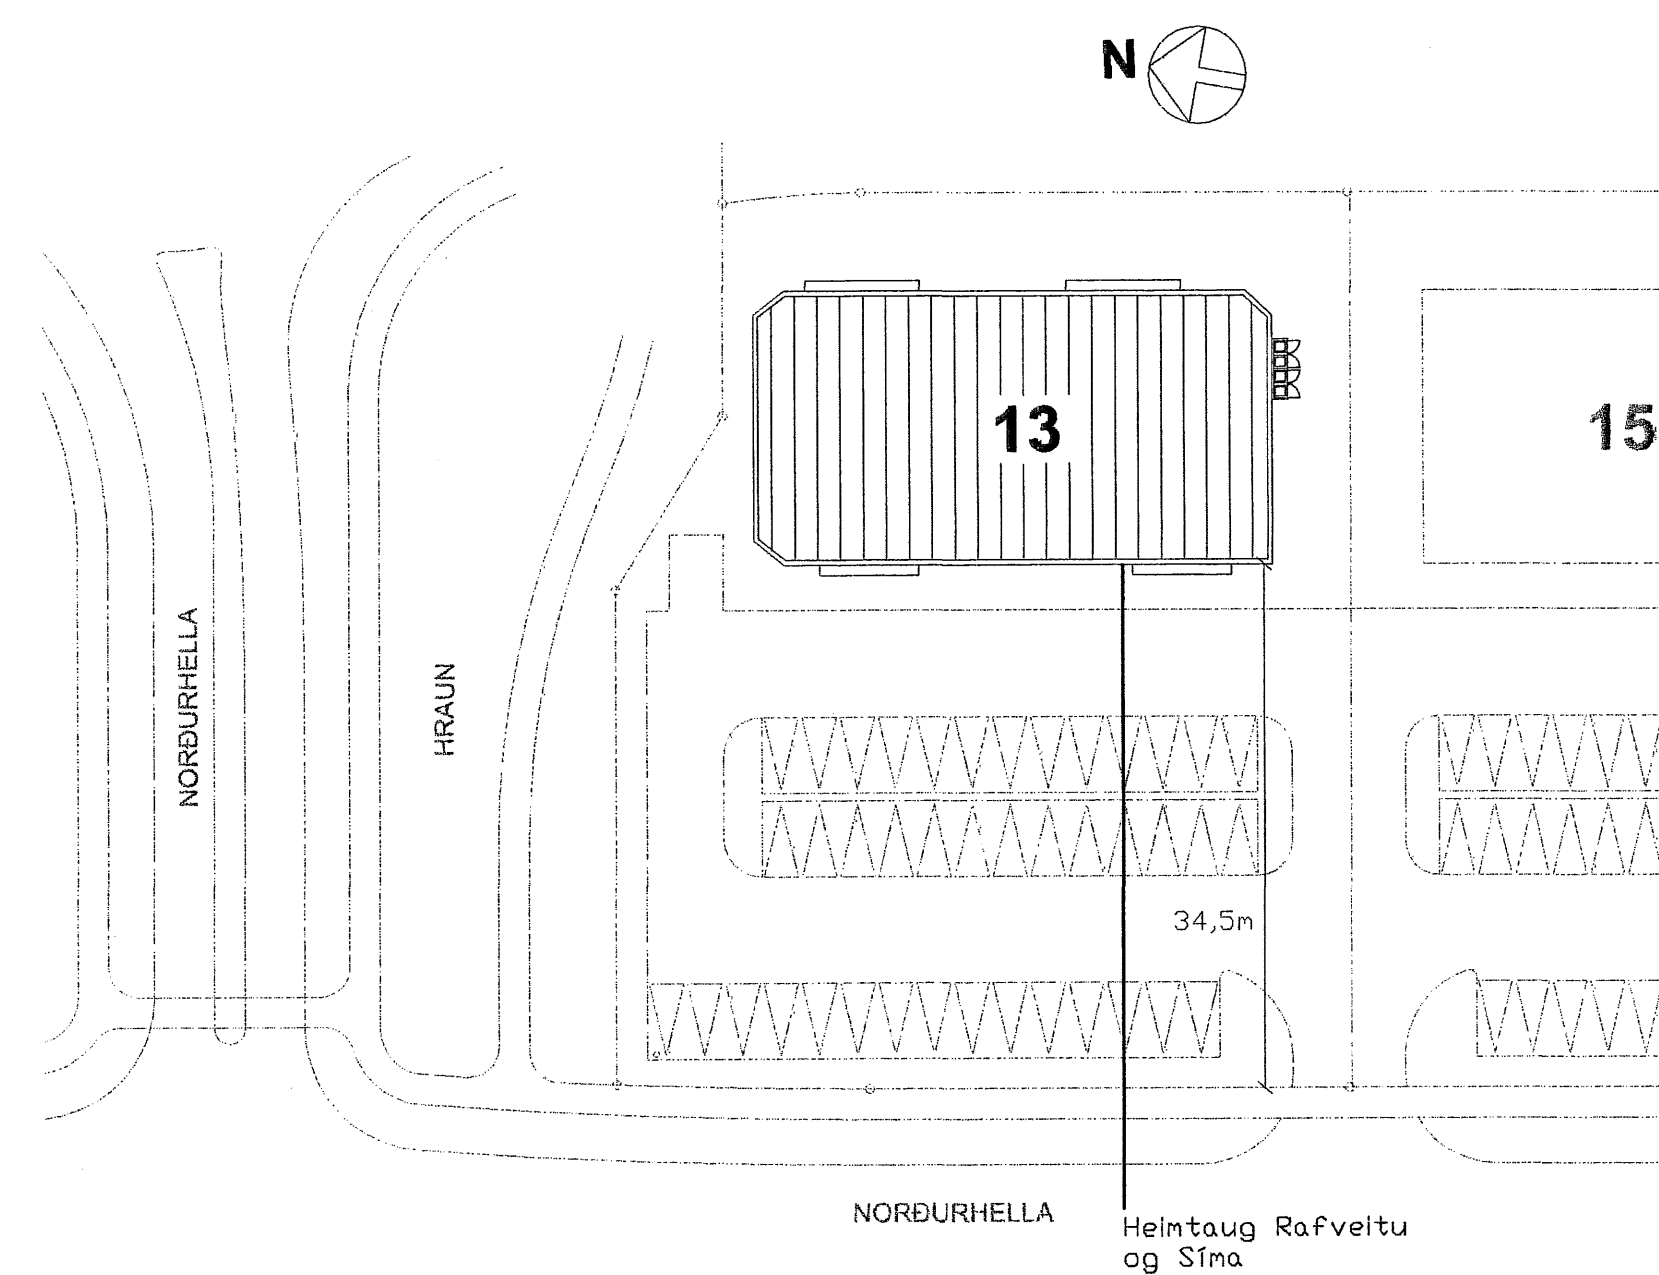 N
13
15
NORÐURHELLA
HRAUN
34,5m
NORÐURHELLA
Heimtaug Rafveitu
og Síma